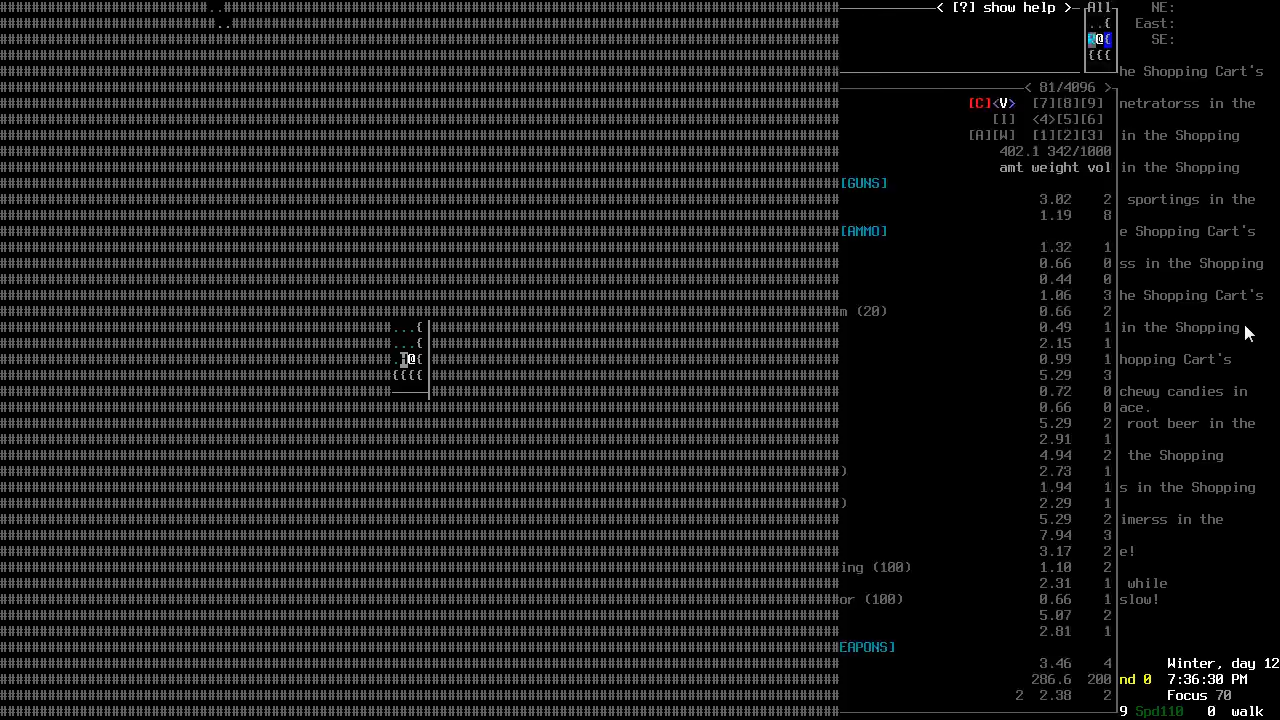 < [?] show help > All NE:
East:
SE:
he Shopping Cart's
< 81/4096 >
[C]<V> [7][8][9] netratorss in the
[I] <4>[5][6]
[A][W] [1][2][3] in the Shopping
402.1 342/1000
amt weight vol in the Shopping
[GUNS]
3.02 2 sportings in the
1.19 8
[AMMO] e Shopping Cart's
1.32 1
0.66 0 ss in the Shopping
0.44 0
1.06 3 he Shopping Cart's
m (20) 0.66 2
0.49 1 in the Shopping
2.15 1
0.99 1 hopping Cart's
5.29 3
0.72 0 chewy candies in
0.66 0 ace.
5.29 2 root beer in the
2.91 1
4.94 2 the Shopping
) 2.73 1
1.94 1 s in the Shopping
) 2.29 1
5.29 2 imerss in the
7.94 3
3.17 2 e!
ing (100) 1.10 2
2.31 1 while
or (100) 0.66 1 slow!
5.07 2
2.81 1
EAPONS]
3.46 4 Winter, day 12
286.6 200 nd 0 7:36:30 PM
2 2.38 2 Focus 70
9 Spd110 0 walk